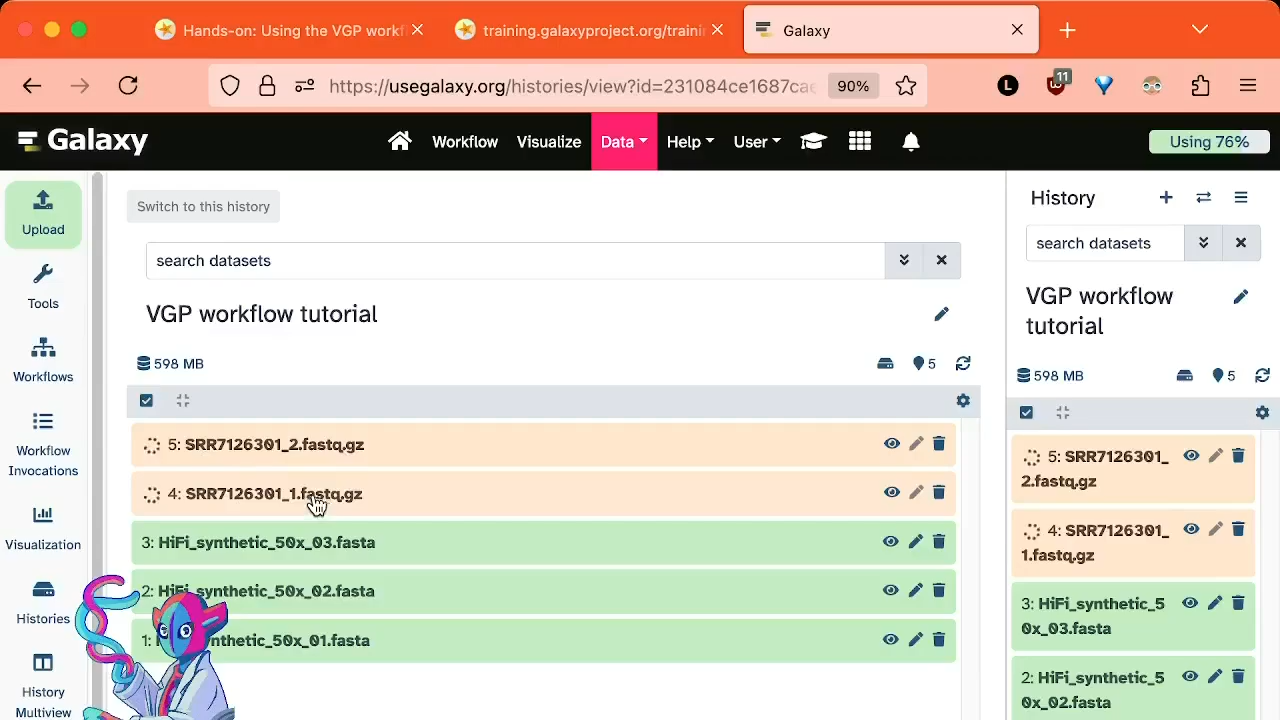 Hands-on: Using the VGP workf
training.galaxyproject.org/traini
Galaxy
https://usegalaxy.org/histories/view?id=231084ce1687cae
90%
L
11
Galaxy
Workflow
Visualize
Data
Help
User
Using 76%
Upload
Tools
Workflows
Workflow
Invocations
Visualization
Histories
History
Multiview
Switch to this history
search datasets
VGP workflow tutorial
598 MB
5
5: SRR7126301_2.fastq.gz
4: SRR7126301_1.fastq.gz
3: HiFi_synthetic_50x_03.fasta
2: HiFi_synthetic_50x_02.fasta
1: ynthetic_50x_01.fasta
History
search datasets
VGP workflow
tutorial
598 MB
5
5: SRR7126301_
2.fastq.gz
4: SRR7126301_
1.fastq.gz
3: HiFi_synthetic_5
0x_03.fasta
2: HiFi_synthetic_5
0x_02.fasta